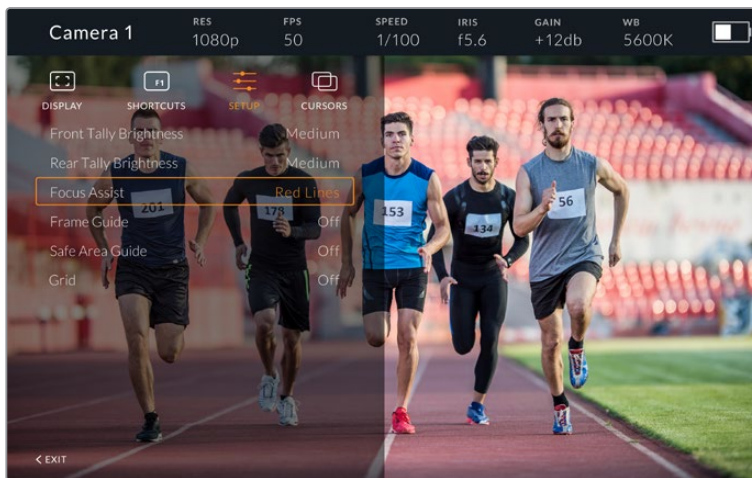 Camera 1
RES
1080p
FPS
50
SPEED
1/100
IRIS
f5.6
GAIN
+12db
WB
5600K
F1
DISPLAY
SHORTCUTS
SETUP
CURSORS
Front Tally Brightness Medium
Rear Tally Brightness Medium
Focus Assist Red Lines
Frame Guide Off
Safe Area Guide Off
Grid Off
201
178
153
134
56
< EXIT